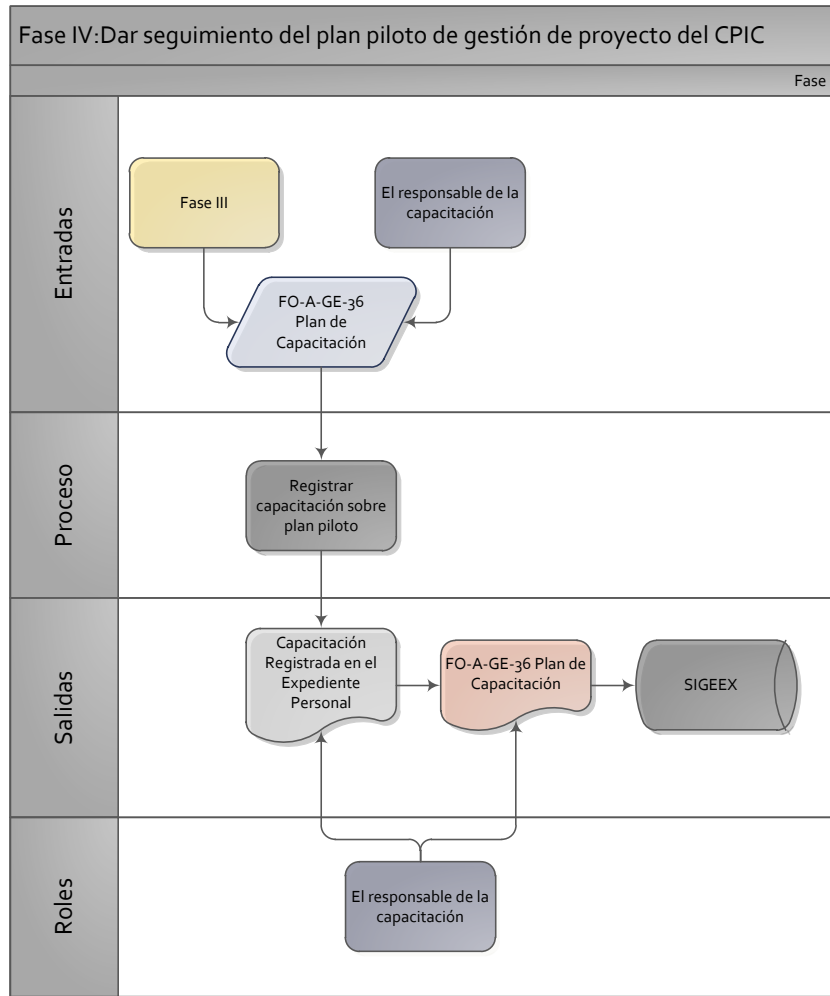 Fase IV:Dar seguimiento del plan piloto de gestión de proyecto del CPIC
Fase
Entradas
Fase III
El responsable de la
capacitación
FO-A-GE-36
Plan de
Capacitación
Proceso
Registrar
capacitación sobre
plan piloto
Salidas
Capacitación
Registrada en el
Expediente
Personal
FO-A-GE-36 Plan de
Capacitación
SIGEEX
Roles
El responsable de la
capacitación